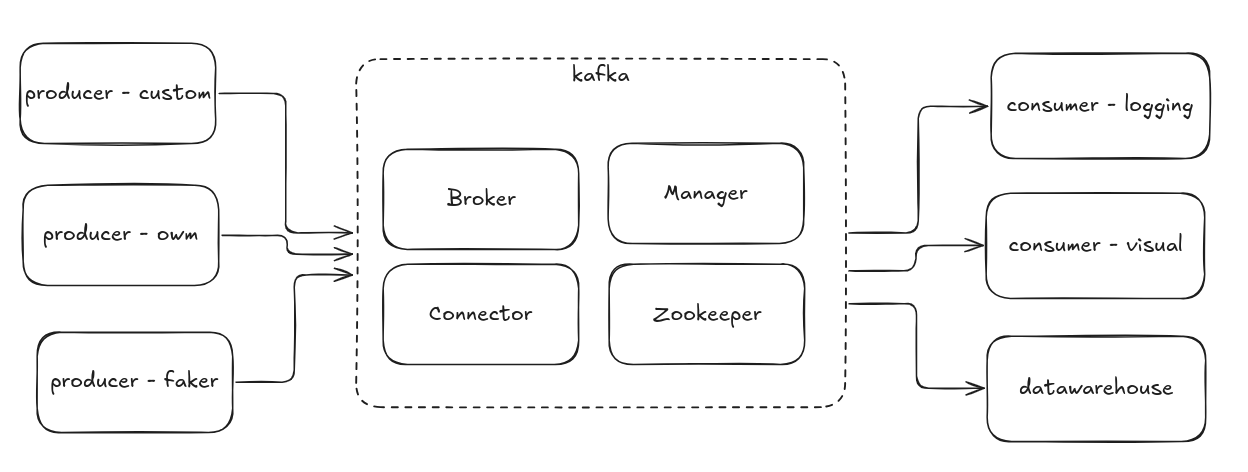 producer - custom
producer - owm
producer - faker
kafka
Broker
Manager
Connector
Zookeeper
consumer - logging
consumer - visual
datawarehouse